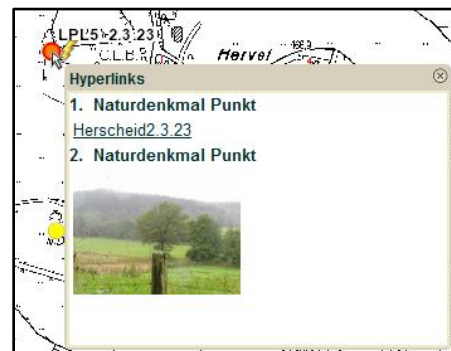 LPL5-2.3.23
C.L.B.R.
Hervel
Hyperlinks
1. Naturdenkmal Punkt
Herscheid2.3.23
2. Naturdenkmal Punkt